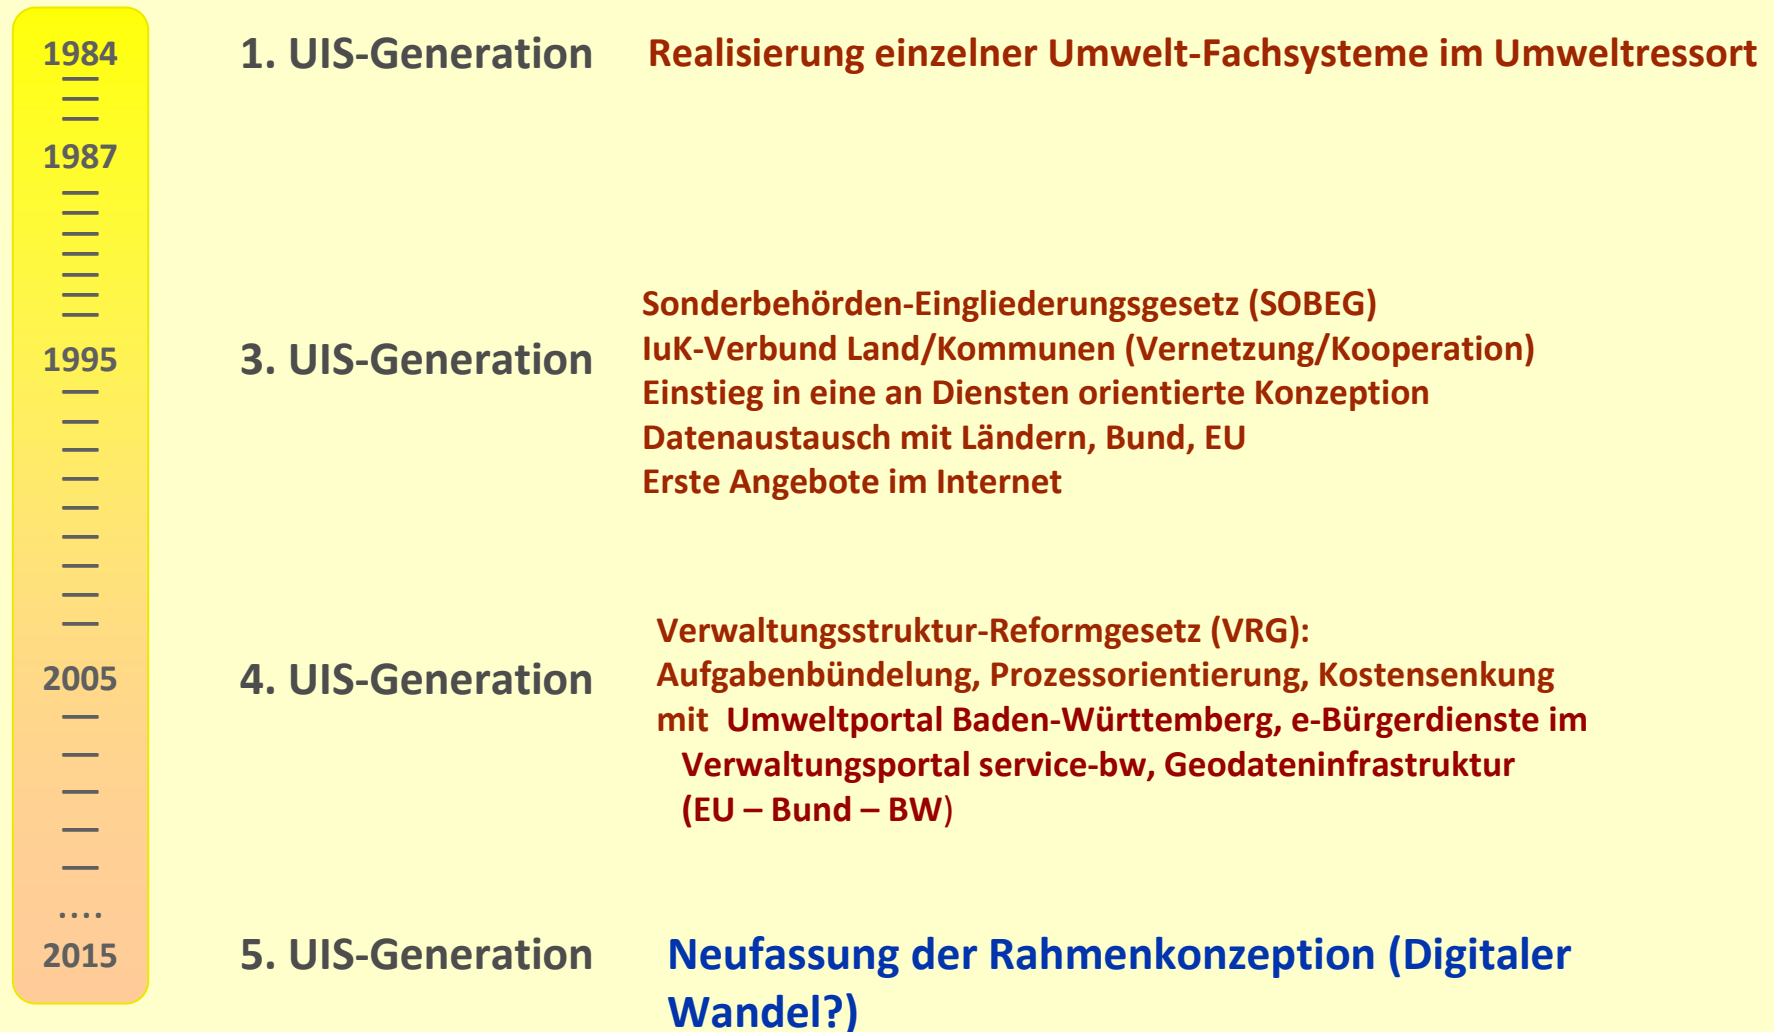 1984 1. UIS-Generation Realisierung einzelner Umwelt-Fachsysteme im Umweltressort
1987
Sonderbehörden-Eingliederungsgesetz (SOBEG)
1995 3. UIS-Generation IuK-Verbund Land/Kommunen (Vernetzung/Kooperation)
Einstieg in eine an Diensten orientierte Konzeption
Datenaustausch mit Ländern, Bund, EU
Erste Angebote im Internet
Verwaltungsstruktur-Reformgesetz (VRG):
2005 4. UIS-Generation Aufgabenbündelung, Prozessorientierung, Kostensenkung
mit Umweltportal Baden-Württemberg, e-Bürgerdienste im
Verwaltungsportal service-bw, Geodateninfrastruktur
(EU – Bund – BW)
....
2015 5. UIS-Generation Neufassung der Rahmenkonzeption (Digitaler
Wandel?)